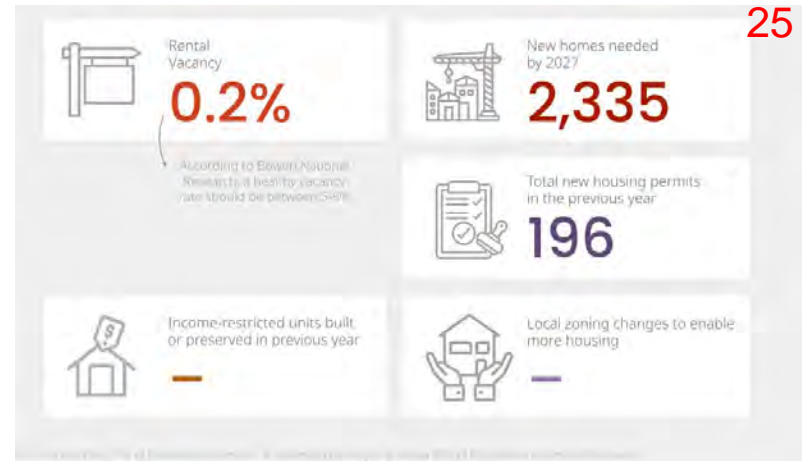 25
Rental
Vacancy
0.2%
According to Bowen National
Research, a healthy vacancy
rate should be between
New homes needed
by 2027
2,335
Total new housing permits
in the previous year
196
Income-restricted units built
or preserved in previous year
—
Local zoning changes to enable
more housing
—